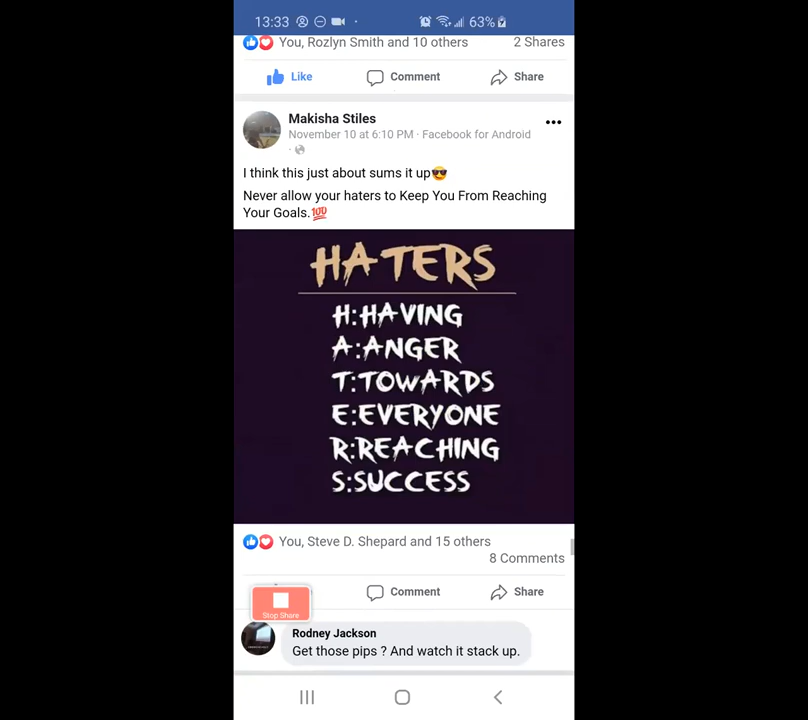 13:33 63%
You, Rozlyn Smith and 10 others 2 Shares
Like Comment Share
Makisha Stiles
November 10 at 6:10 PM · Facebook for Android
·
I think this just about sums it up😎
Never allow your haters to Keep You From Reaching
Your Goals.💯
HATERS
H:HAVING
A:ANGER
T:TOWARDS
E:EVERYONE
R:REACHING
S:SUCCESS
You, Steve D. Shepard and 15 others
8 Comments
Comment Share
Stop Share
Rodney Jackson
Get those pips ? And watch it stack up.